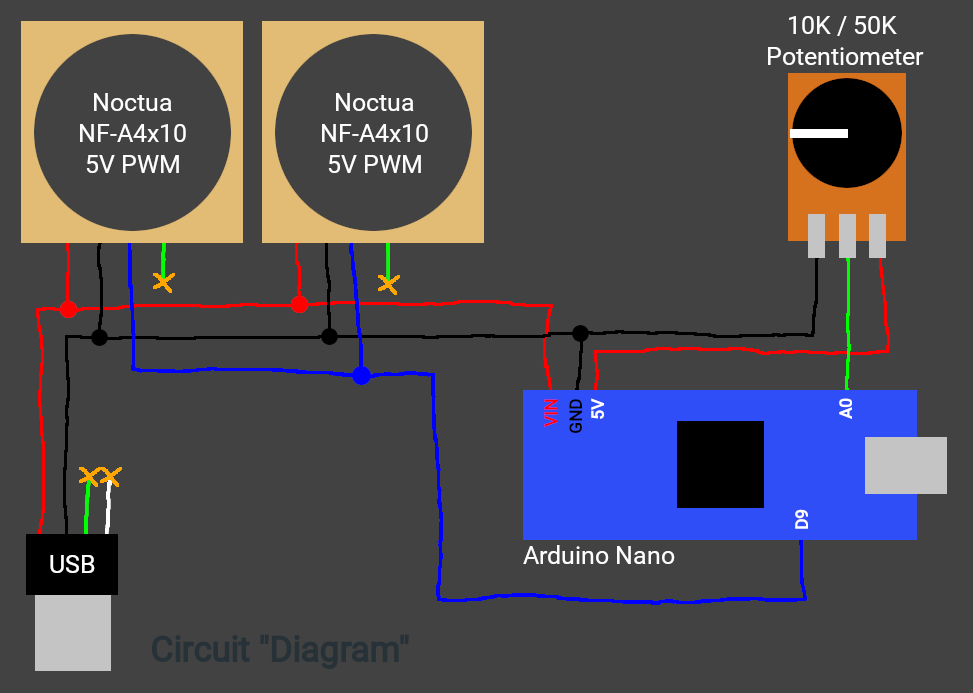 10K / 50K
Potentiometer
Noctua
NF-A4x10
5V PWM
Noctua
NF-A4x10
5V PWM
VIN
GND
5V
A0
D9
Arduino Nano
USB
Circuit "Diagram"